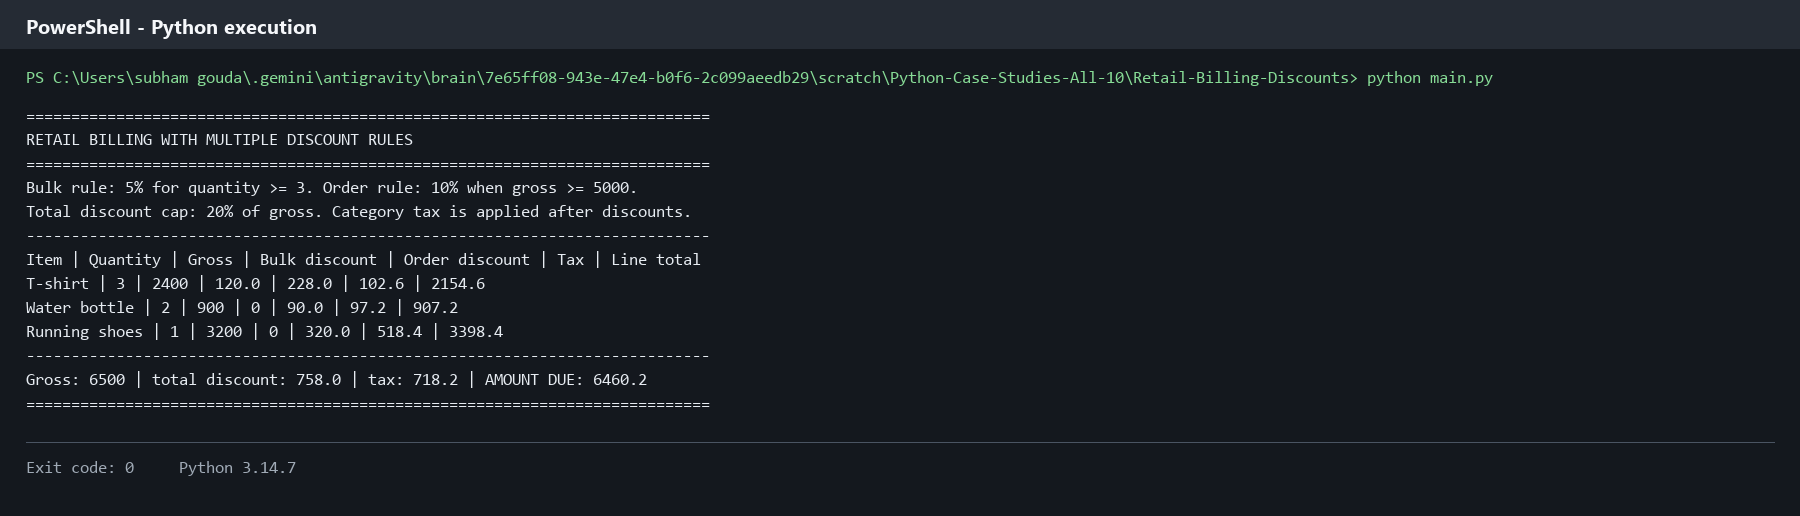 PowerShell - Python execution
PS C:\Users\subham gouda\.gemini\antigravity\brain\7e65ff08-943e-47e4-b0f6-2c099aeedb29\scratch\Python-Case-Studies-All-10\Retail-Billing-Discounts> python main.py
============================================================================
RETAIL BILLING WITH MULTIPLE DISCOUNT RULES
============================================================================
Bulk rule: 5% for quantity >= 3. Order rule: 10% when gross >= 5000.
Total discount cap: 20% of gross. Category tax is applied after discounts.
----------------------------------------------------------------------------
Item | Quantity | Gross | Bulk discount | Order discount | Tax | Line total
T-shirt | 3 | 2400 | 120.0 | 228.0 | 102.6 | 2154.6
Water bottle | 2 | 900 | 0 | 90.0 | 97.2 | 907.2
Running shoes | 1 | 3200 | 0 | 320.0 | 518.4 | 3398.4
----------------------------------------------------------------------------
Gross: 6500 | total discount: 758.0 | tax: 718.2 | AMOUNT DUE: 6460.2
============================================================================
Exit code: 0     Python 3.14.7